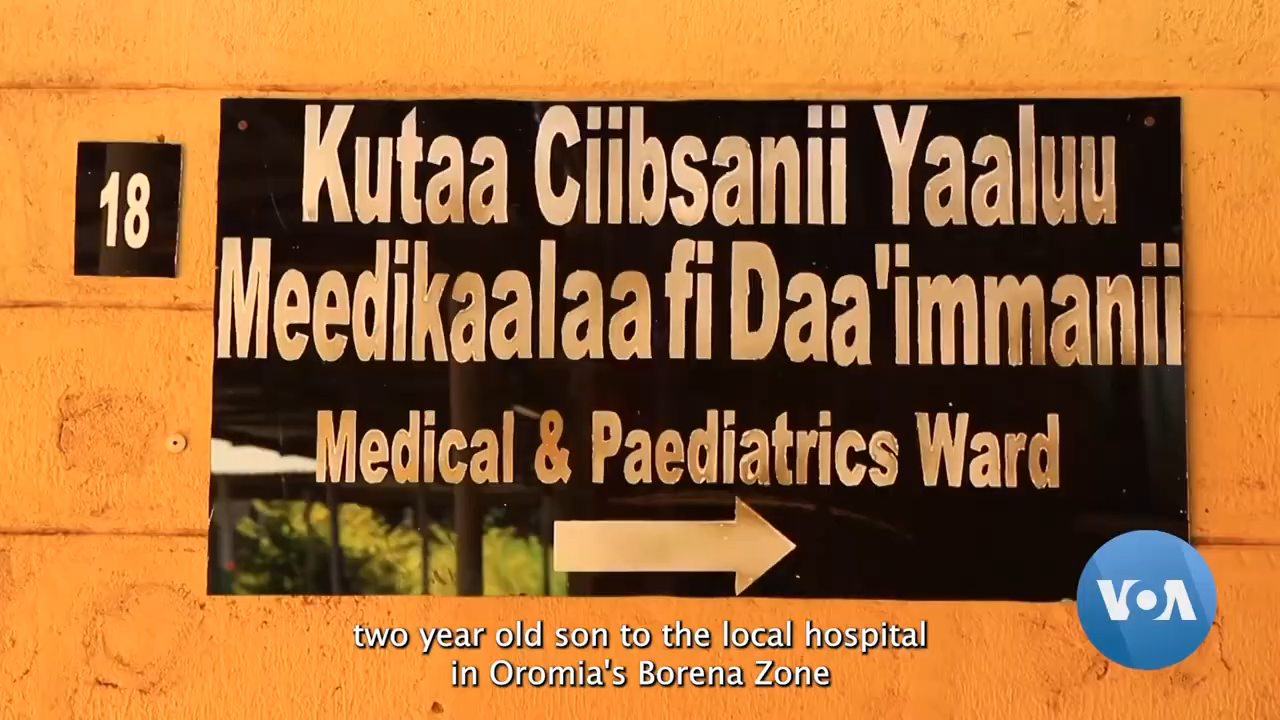 18
Kutaa Ciibsanii Yaaluu
Meedikaalaa fi Daa'immanii
Medical & Paediatrics Ward
VOA
two year old son to the local hospital
in Oromia's Borena Zone